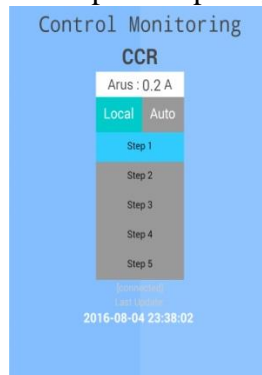 Control Monitoring
CCR
Arus : 0.2 A
Local Auto
Step 1
Step 2
Step 3
Step 4
Step 5
[connected]
Last Update
2016-08-04 23:38:02